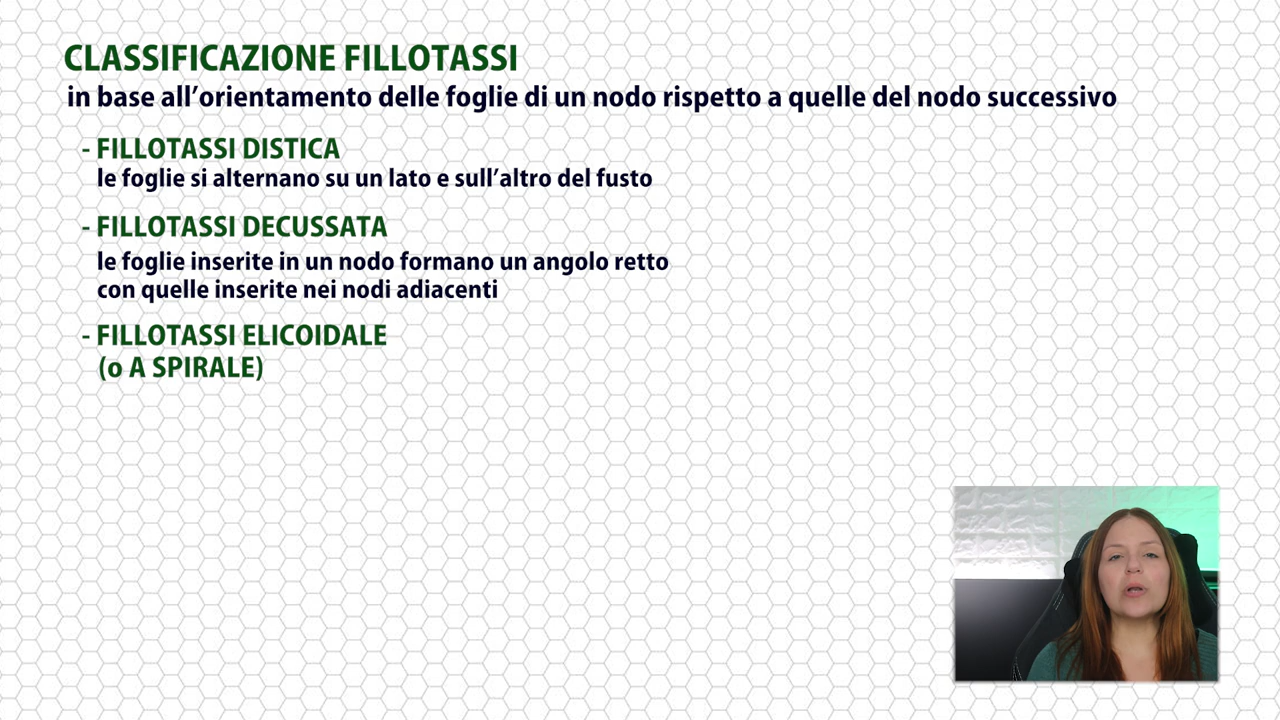 CLASSIFICAZIONE FILLOTASSI
in base all’orientamento delle foglie di un nodo rispetto a quelle del nodo successivo
- FILLOTASSI DISTICA
le foglie si alternano su un lato e sull’altro del fusto
- FILLOTASSI DECUSSATA
le foglie inserite in un nodo formano un angolo retto
con quelle inserite nei nodi adiacenti
- FILLOTASSI ELICOIDALE
(o A SPIRALE)